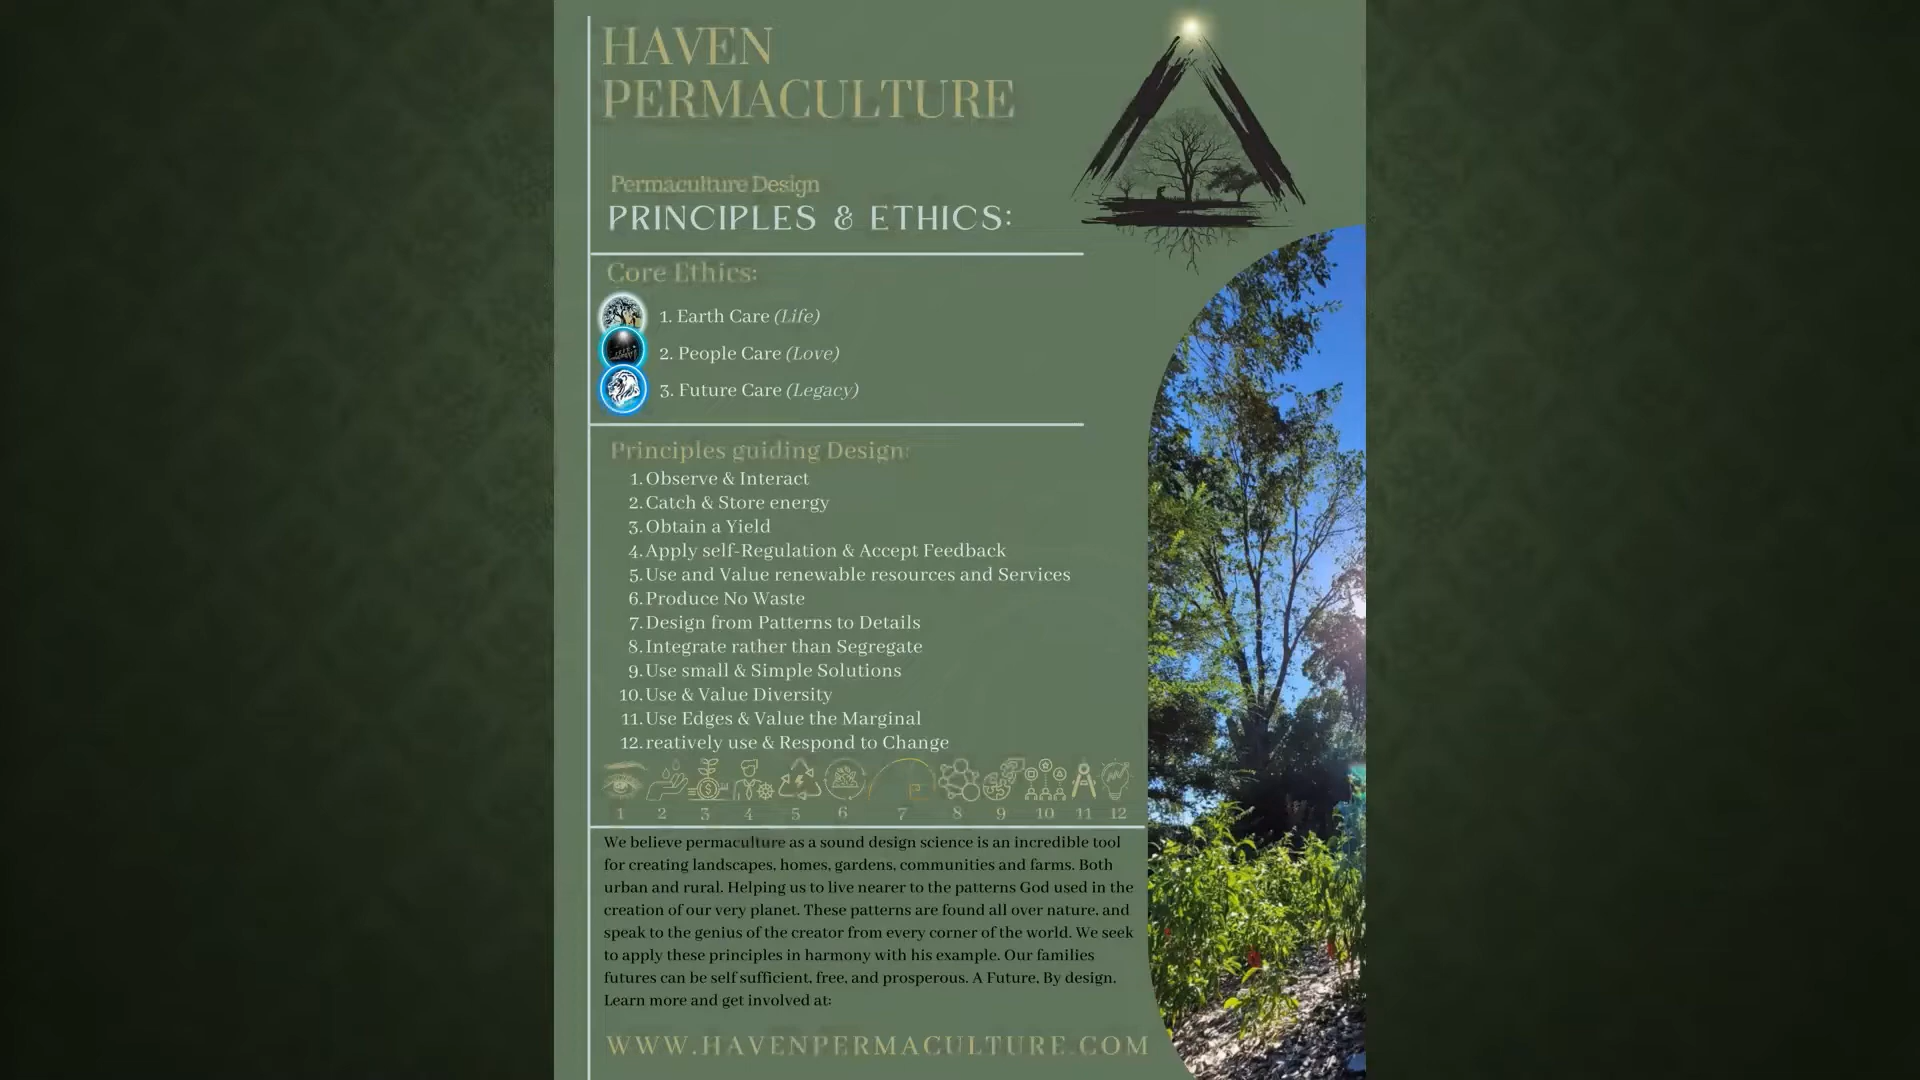 HAVEN
PERMACULTURE
Permaculture Design
PRINCIPLES & ETHICS:
Core Ethics:
1. Earth Care (Life)
2. People Care (Love)
3. Future Care (Legacy)
Principles guiding Design:
1. Observe & Interact
2. Catch & Store energy
3. Obtain a Yield
4. Apply self-Regulation & Accept Feedback
5. Use and Value renewable resources and Services
6. Produce No Waste
7. Design from Patterns to Details
8. Integrate rather than Segregate
9. Use small & Simple Solutions
10. Use & Value Diversity
11. Use Edges & Value the Marginal
12. reatively use & Respond to Change
1 2 3 4 5 6 7 8 9 10 11 12
We believe permaculture as a sound design science is an incredible tool
for creating landscapes, homes, gardens, communities and farms. Both
urban and rural. Helping us to live nearer to the patterns God used in the
creation of our very planet. These patterns are found all over nature. and
speak to the genius of the creator from every corner of the world. We seek
to apply these principles in harmony with his example. Our families
futures can be self sufficient, free, and prosperous. A Future, By design.
Learn more and get involved at:
WWW.HAVENPERMACULTURE.COM